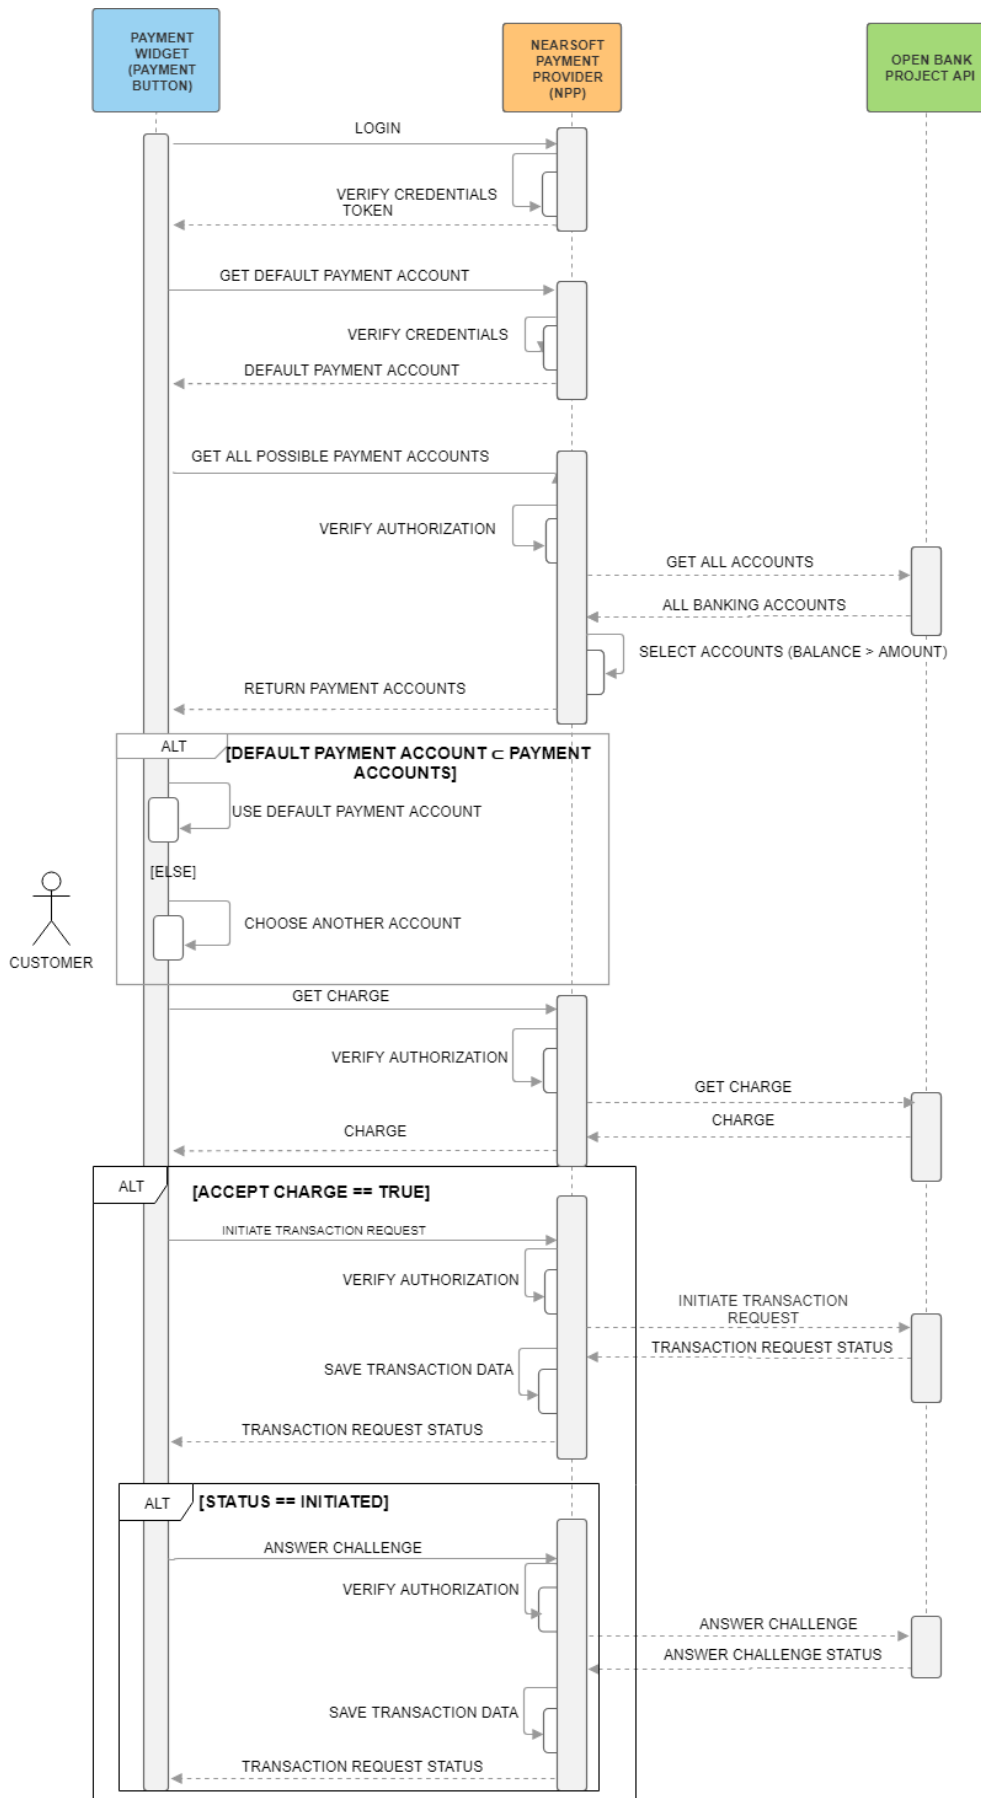 PAYMENT
WIDGET
(PAYMENT
BUTTON)
NEARSOFT
PAYMENT
PROVIDER
(NPP)
OPEN BANK
PROJECT API
LOGIN
VERIFY CREDENTIALS
TOKEN
GET DEFAULT PAYMENT ACCOUNT
VERIFY CREDENTIALS
DEFAULT PAYMENT ACCOUNT
GET ALL POSSIBLE PAYMENT ACCOUNTS
VERIFY AUTHORIZATION
GET ALL ACCOUNTS
ALL BANKING ACCOUNTS
SELECT ACCOUNTS (BALANCE > AMOUNT)
RETURN PAYMENT ACCOUNTS
ALT
[DEFAULT PAYMENT ACCOUNT ⊂ PAYMENT
ACCOUNTS]
USE DEFAULT PAYMENT ACCOUNT
[ELSE]
CHOOSE ANOTHER ACCOUNT
CUSTOMER
GET CHARGE
VERIFY AUTHORIZATION
GET CHARGE
CHARGE
CHARGE
ALT
[ACCEPT CHARGE == TRUE]
INITIATE TRANSACTION REQUEST
VERIFY AUTHORIZATION
INITIATE TRANSACTION
REQUEST
TRANSACTION REQUEST STATUS
SAVE TRANSACTION DATA
TRANSACTION REQUEST STATUS
ALT
[STATUS == INITIATED]
ANSWER CHALLENGE
VERIFY AUTHORIZATION
ANSWER CHALLENGE
ANSWER CHALLENGE STATUS
SAVE TRANSACTION DATA
TRANSACTION REQUEST STATUS